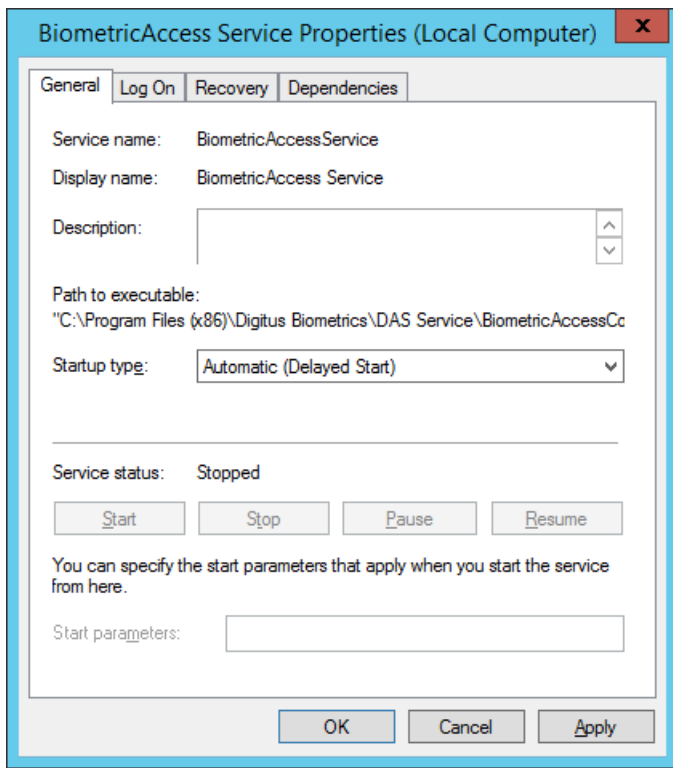 BiometricAccess Service Properties (Local Computer)
x
General Log On Recovery Dependencies
Service name: BiometricAccessService
Display name: BiometricAccess Service
Description:
Path to executable:
"C:\Program Files (x86)\Digitus Biometrics\DAS Service\BiometricAccessCo
Startup type: Automatic (Delayed Start)
Service status: Stopped
Start Stop Pause Resume
You can specify the start parameters that apply when you start the service
from here.
Start parameters:
OK Cancel Apply